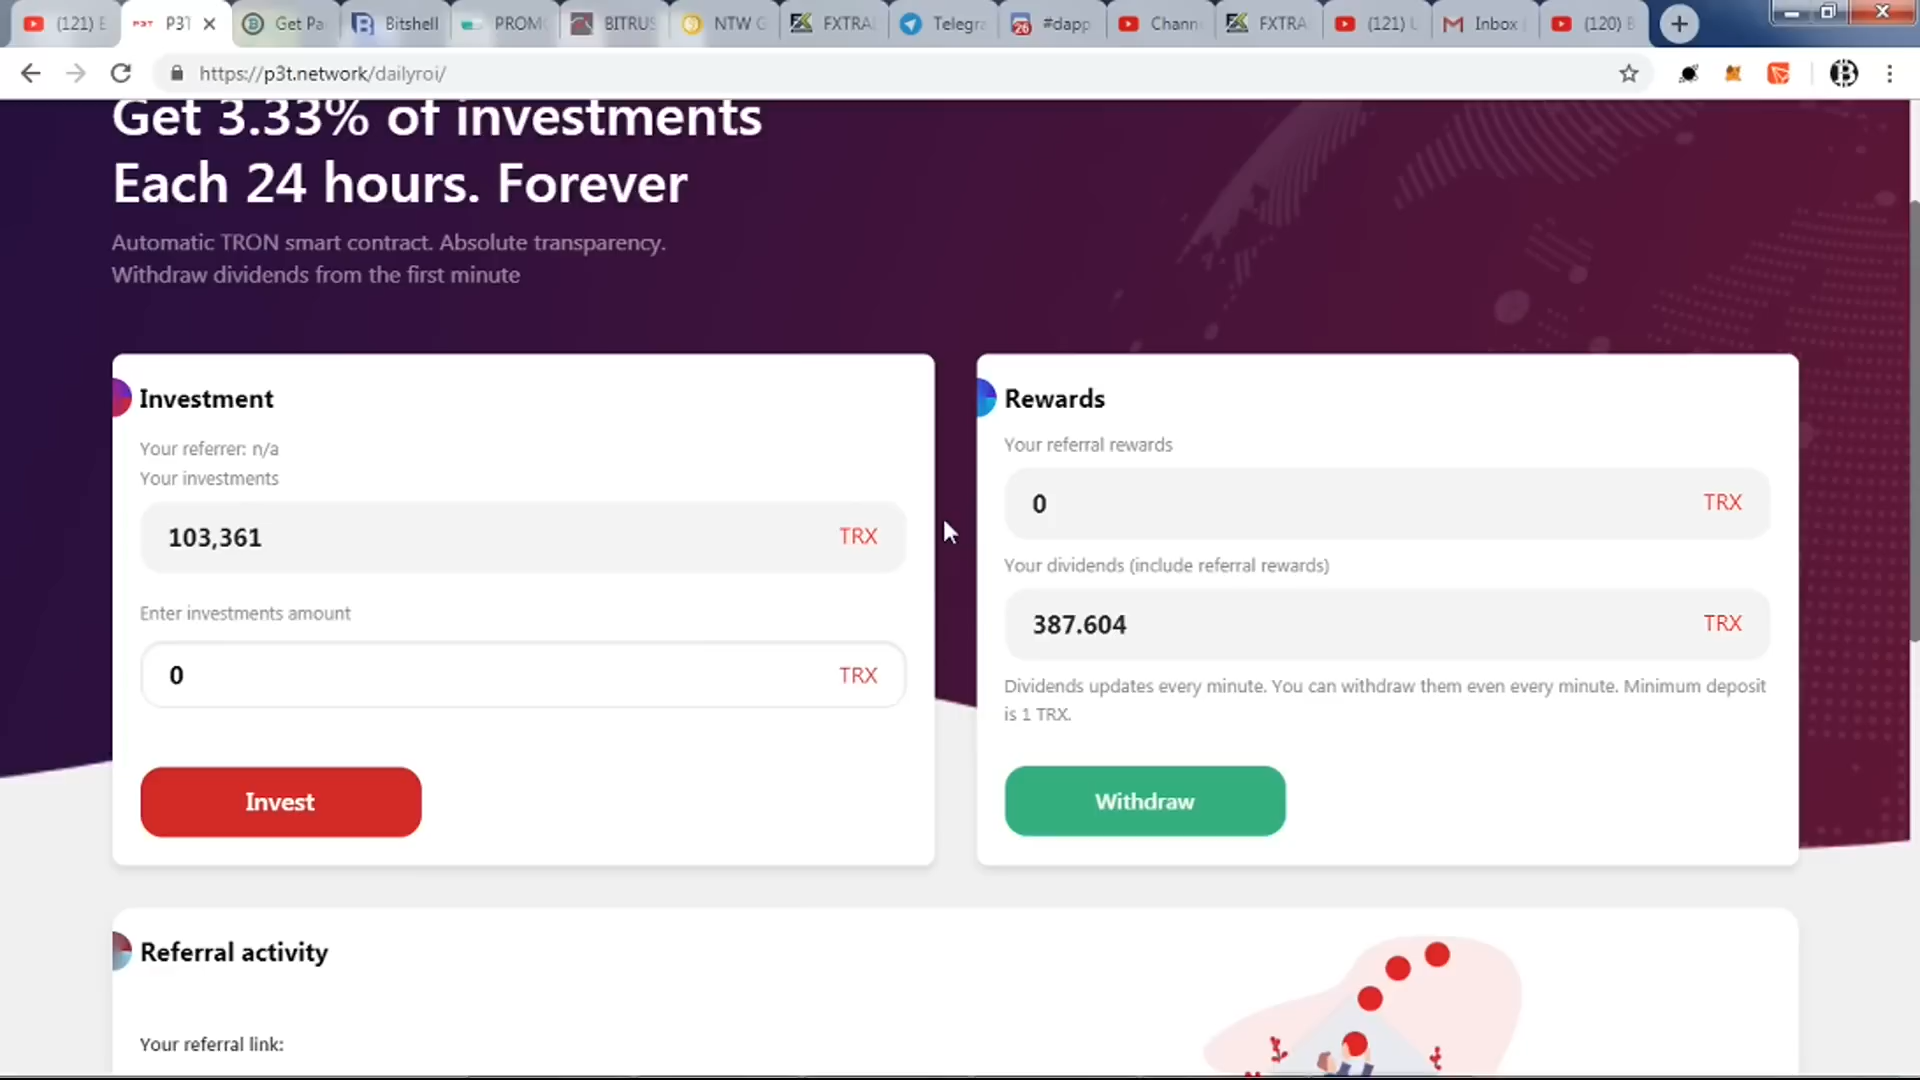 (121) E
P3T
P3T
Get Pa
Bitshell
PROM
BITRUS
NTW G
FXTRA
Telegra
26
#dapp
Chann
FXTRA
(121) U
Inbox
(120) B
https://p3t.network/dailyroi/
Get 3.33% of investments
Each 24 hours. Forever
Automatic TRON smart contract. Absolute transparency.
Withdraw dividends from the first minute
Investment
Your referrer: n/a
Your investments
103,361 TRX
Enter investments amount
0 TRX
Invest
Rewards
Your referral rewards
0 TRX
Your dividends (include referral rewards)
387.604 TRX
Dividends updates every minute. You can withdraw them even every minute. Minimum deposit
is 1 TRX.
Withdraw
Referral activity
Your referral link: